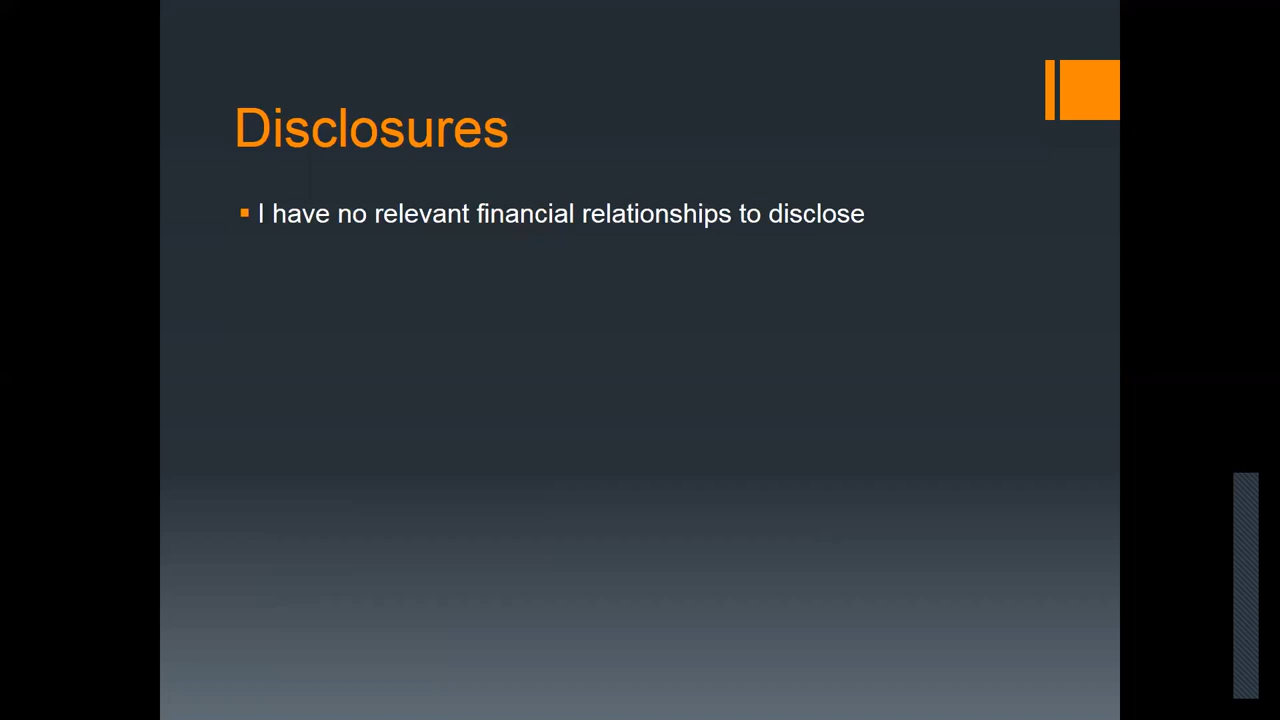 Disclosures
▪ I have no relevant financial relationships to disclose